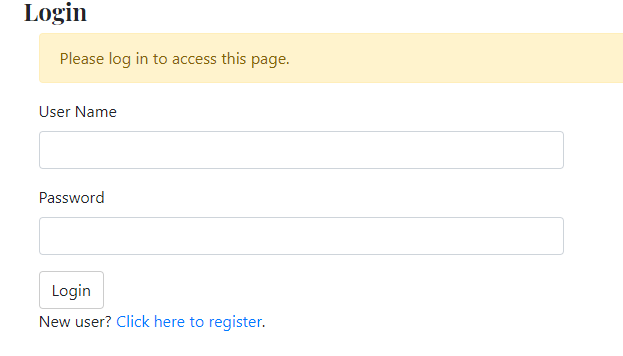 Login
Please log in to access this page.
User Name
Password
Login
New user? Click here to register.